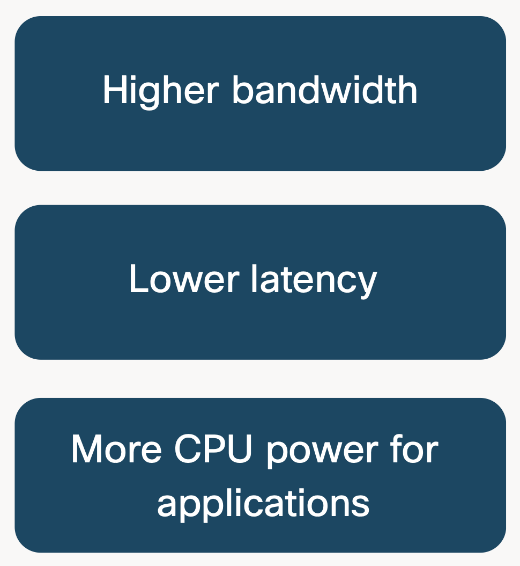 Higher bandwidth
Lower latency
More CPU power for
applications